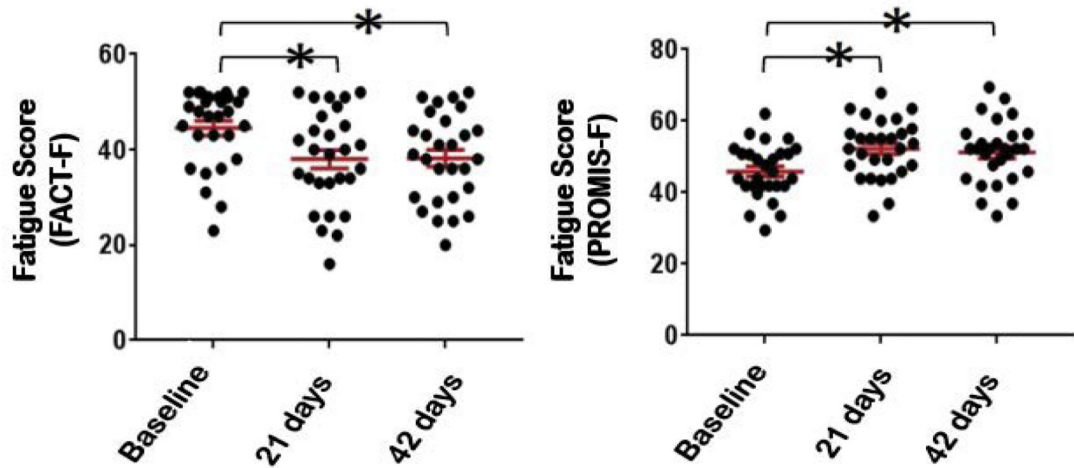 *
*
60
40
20
0
Fatigue Score
(FACT-F)
Baseline
21 days
42 days
*
*
80
60
40
20
0
Fatigue Score
(PROMIS-F)
Baseline
21 days
42 days